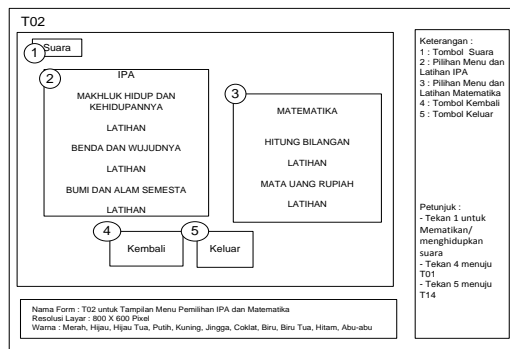 T02
Suara
1
2
IPA
MAKHLUK HIDUP DAN
KEHIDUPANNYA
LATIHAN
BENDA DAN WUJUDNYA
LATIHAN
BUMI DAN ALAM SEMESTA
LATIHAN
3
MATEMATIKA
HITUNG BILANGAN
LATIHAN
MATA UANG RUPIAH
LATIHAN
4
Kembali
5
Keluar
Keterangan :
1 : Tombol Suara
2 : Pilihan Menu dan
Latihan IPA
3 : Pilihan Menu dan
Latihan Matematika
4 : Tombol Kembali
5 : Tombol Keluar
Petunjuk :
- Tekan 1 untuk
Mematikan/
menghidupkan
suara
- Tekan 4 menuju
T01
- Tekan 5 menuju
T14
Nama Form : T02 untuk Tampilan Menu Pemilihan IPA dan Matematika
Resolusi Layar : 800 X 600 Pixel
Warna : Merah, Hijau, Hijau Tua, Putih, Kuning, Jingga, Coklat, Biru, Biru Tua, Hitam, Abu-abu